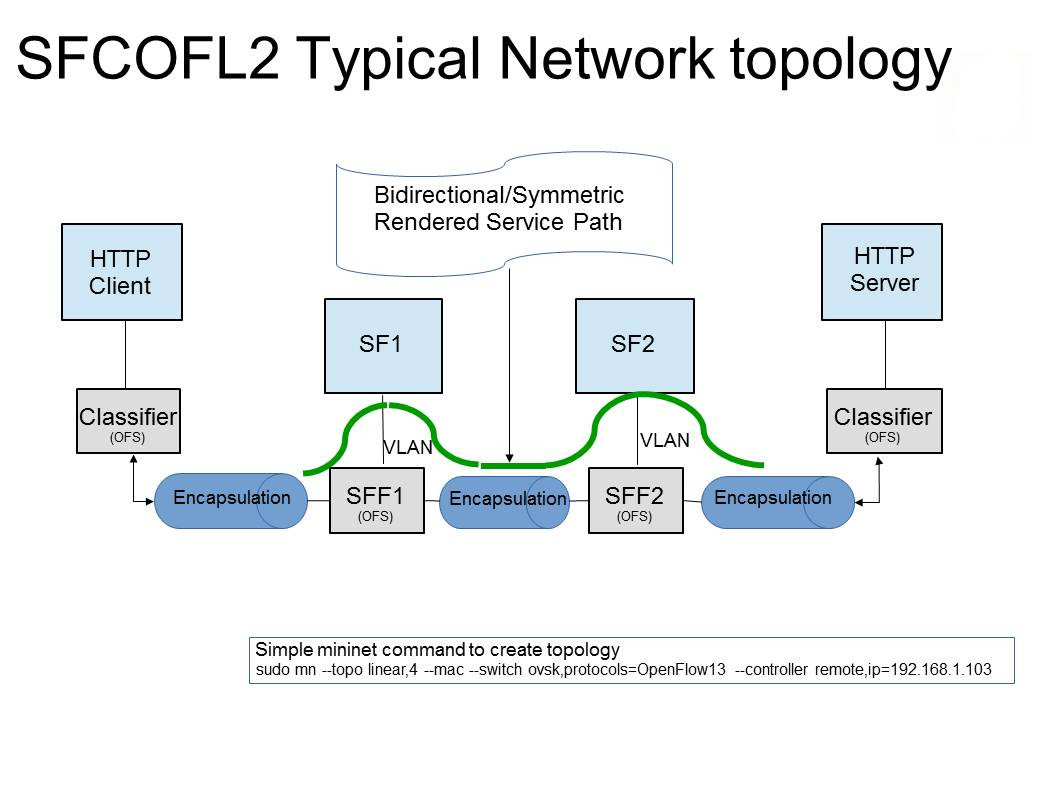 SFCOFL2 Typical Network topology
Bidirectional/Symmetric
Rendered Service Path
HTTP
Client
HTTP
Server
SF1
SF2
Classifier
(OFS)
VLAN
VLAN
Classifier
(OFS)
Encapsulation
SFF1
(OFS)
Encapsulation
SFF2
(OFS)
Encapsulation
Simple mininet command to create topology
sudo mn --topo linear,4 --mac --switch ovsk,protocols=OpenFlow13 --controller remote,ip=192.168.1.103